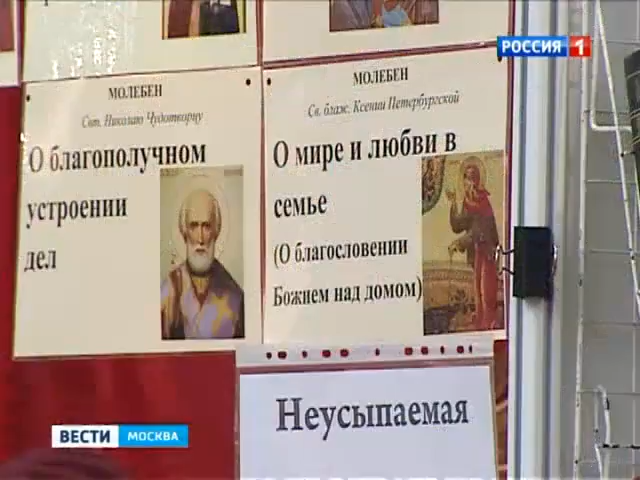 РОССИЯ 1
МОЛЕБЕН
Свт. Николаю Чудотворцу
О благополучном
устроении
дел
МОЛЕБЕН
Св. блаж. Ксении Петербургской
О мире и любви в
семье
(О благословении
Божием над домом)
Неусыпаемая
ВЕСТИ МОСКВА